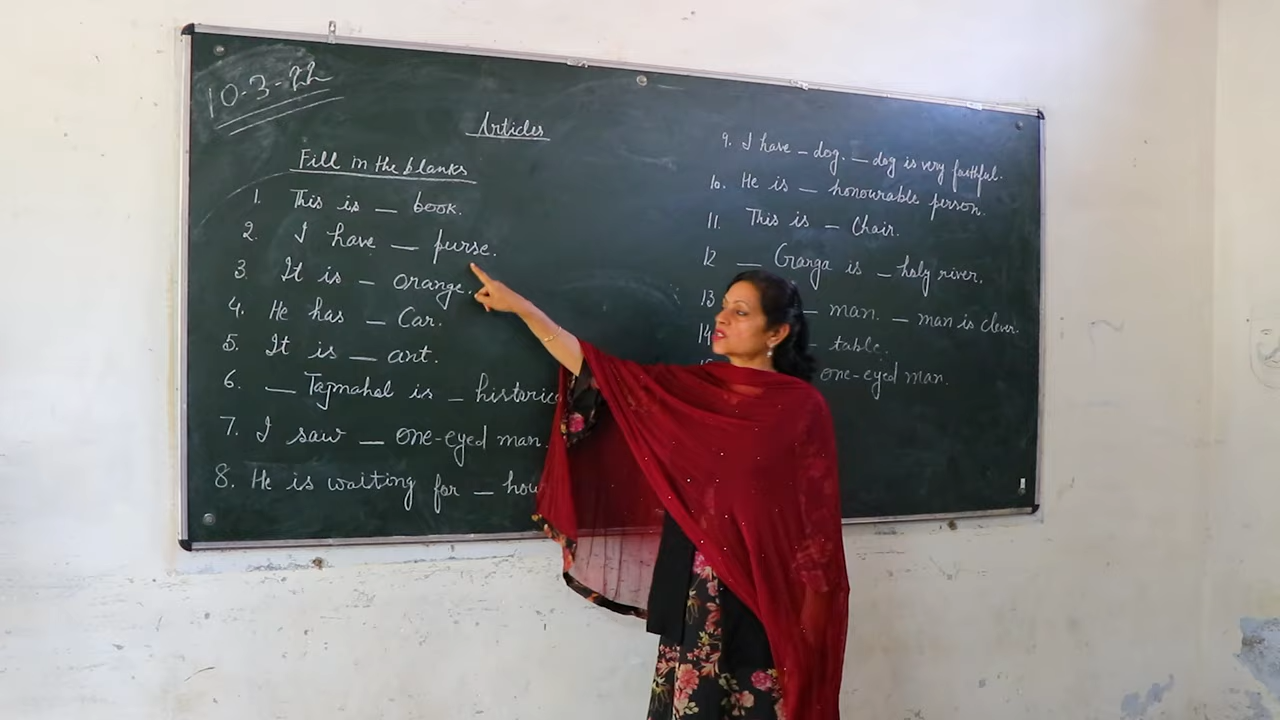 10-3-22
Articles
Fill in the blanks
1. This is _ book.
2. I have _ purse.
3. It is _ orange.
4. He has _ Car.
5. It is _ ant.
6. _ Tajmahal is _
7. I saw _ one-eyed man.
8. He is waiting for _
9. I have _ dog. _ dog is very faithful.
10. He is _ honourable person.
11. This is _ Chair.
12 _ Ganga is _ holy river.
13 _ man. _ man is clever.
14 _ table.
one-eyed man.